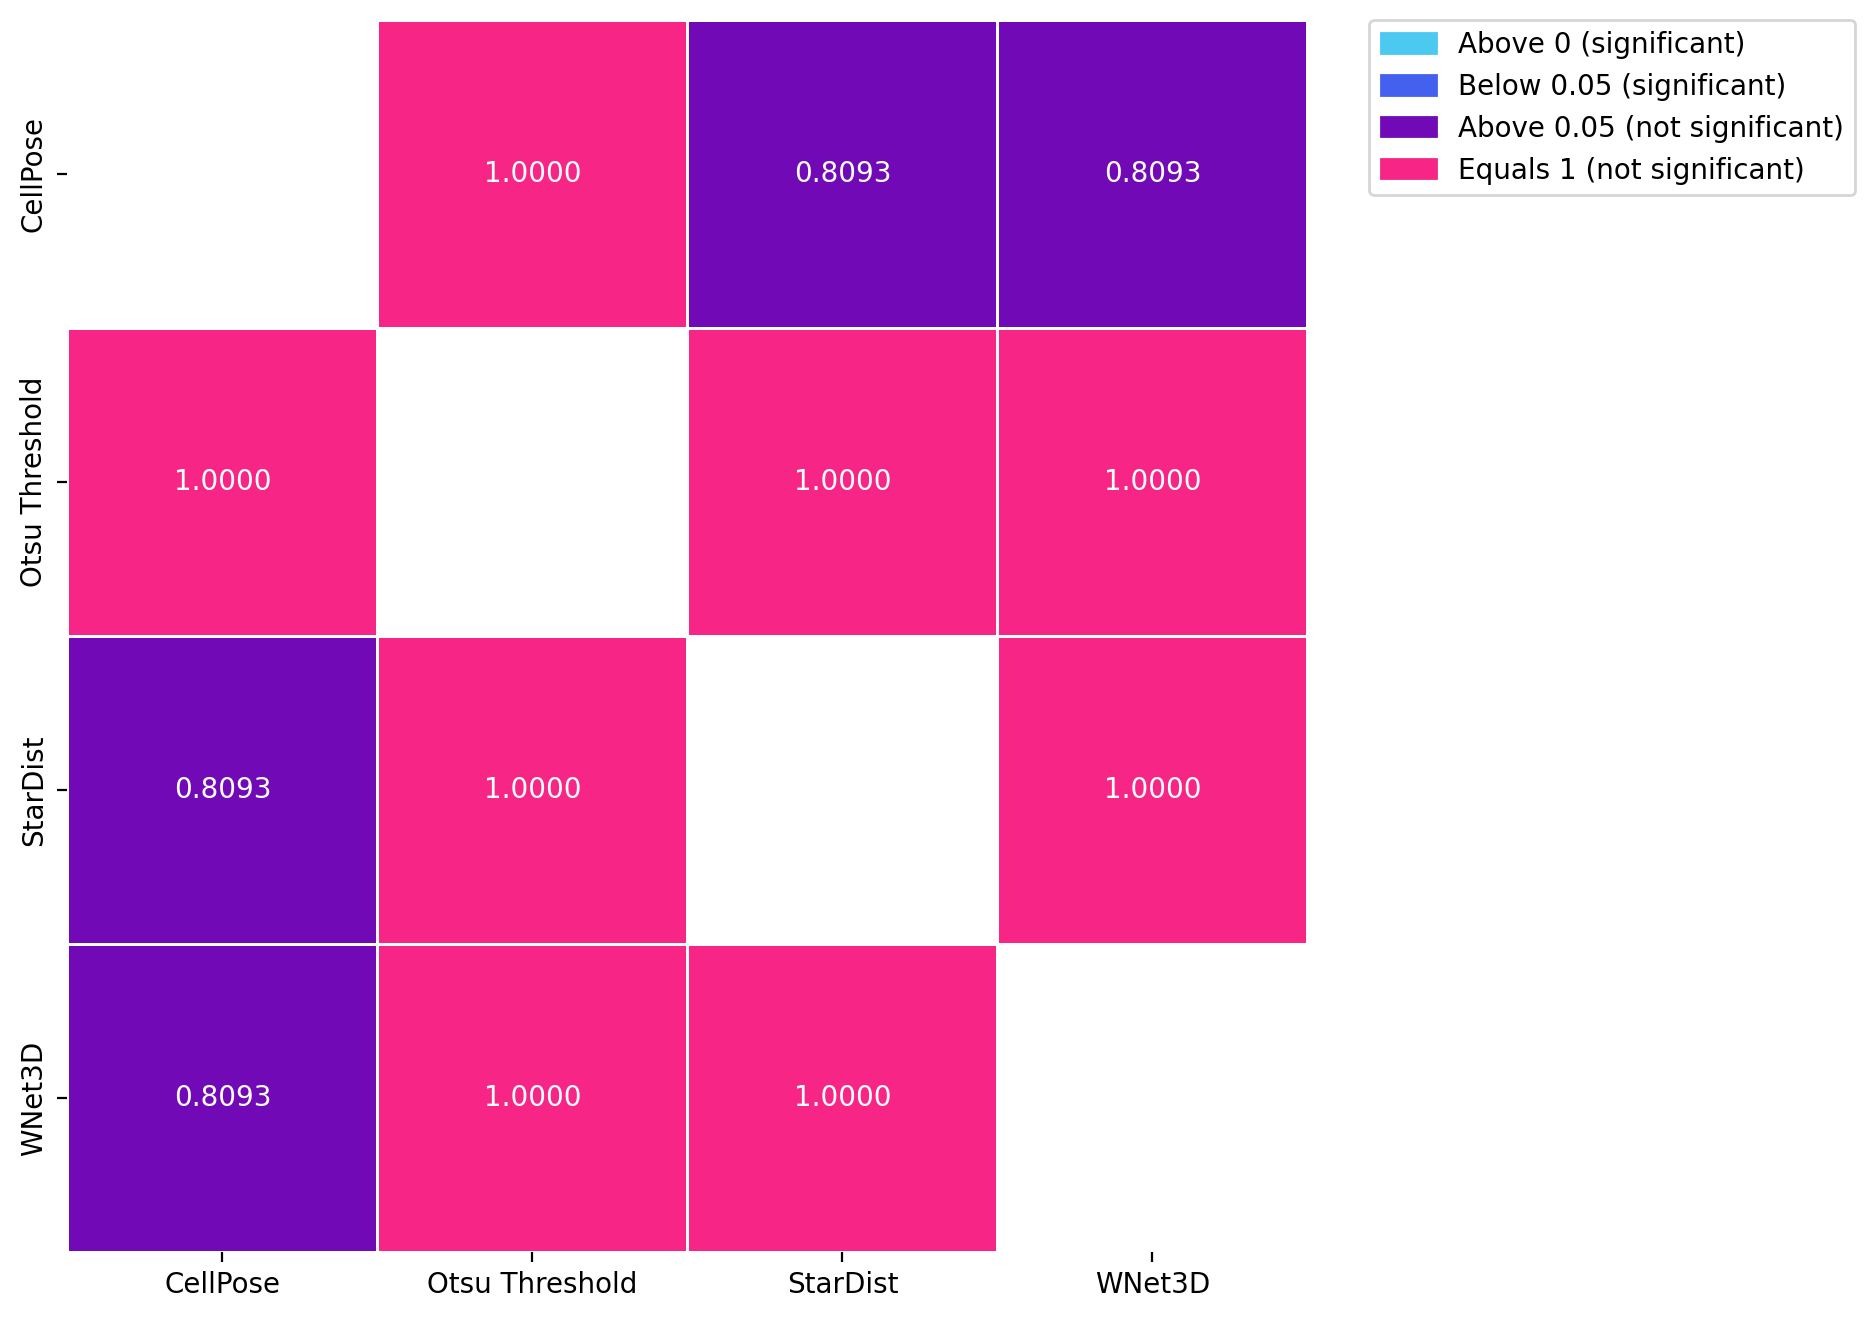 Above 0 (significant)
Below 0.05 (significant)
Above 0.05 (not significant)
Equals 1 (not significant)
CellPose
1.0000
0.8093
0.8093
Otsu Threshold
1.0000
1.0000
1.0000
StarDist
0.8093
1.0000
1.0000
WNet3D
0.8093
1.0000
1.0000
CellPose
Otsu Threshold
StarDist
WNet3D